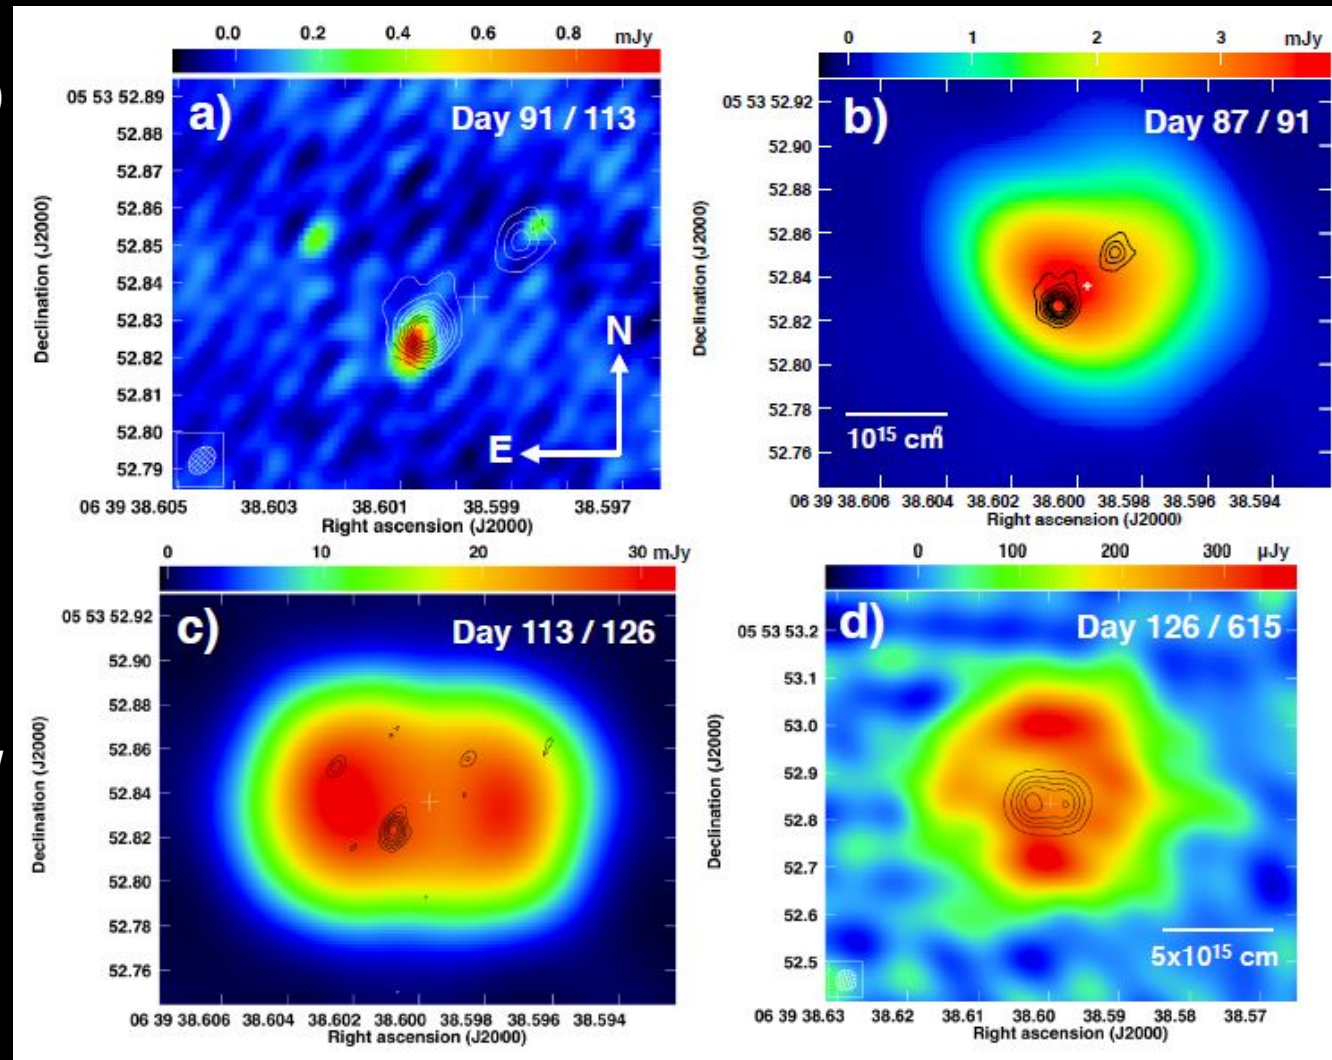 0.0 0.2 0.4 0.6 0.8 mJy
a) Day 91 / 113
05 53 52.89
52.88
52.87
52.86
52.85
52.84
52.83
52.82
52.81
52.80
52.79
Declination (J2000)
N
E
06 39 38.605 38.603 38.601 38.599 38.597
Right ascension (J2000)
0 1 2 3 mJy
b) Day 87 / 91
05 53 52.92
52.90
52.88
52.86
52.84
52.82
52.80
52.78
52.76
Declination (J2000)
10¹⁵ cm
06 39 38.606 38.604 38.602 38.600 38.598 38.596 38.594
Right ascension (J2000)
0 10 20 30 mJy
c) Day 113 / 126
05 53 52.92
52.90
52.88
52.86
52.84
52.82
52.80
52.78
52.76
Declination (J2000)
06 39 38.606 38.604 38.602 38.600 38.598 38.596 38.594
Right ascension (J2000)
0 100 200 300 µJy
d) Day 126 / 615
05 53 53.2
53.1
53.0
52.9
52.8
52.7
52.6
52.5
Declination (J2000)
5x10¹⁵ cm
06 39 38.63 38.62 38.61 38.60 38.59 38.58 38.57
Right ascension (J2000)